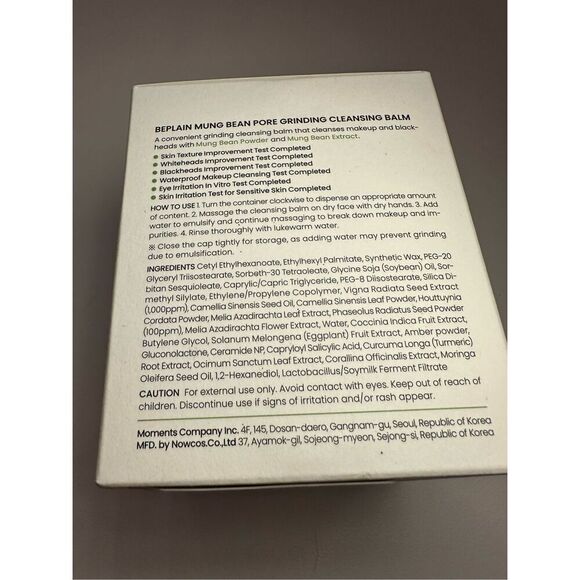 BEPLAIN MUNG BEAN PORE GRINDING CLEANSING BALM
A convenient grinding cleansing balm that cleanses makeup and black-
heads with Mung Bean Powder and Mung Bean Extract.
● Skin Texture Improvement Test Completed
● Whiteheads Improvement Test Completed
● Blackheads Improvement Test Completed
● Waterproof Makeup Cleansing Test Completed
● Eye Irritation In Vitro Test Completed
● Skin Irritation Test for Sensitive Skin Completed
HOW TO USE 1. Turn the container clockwise to dispense an appropriate amount
of content. 2. Massage the cleansing balm on dry face with dry hands. 3. Add
water to emulsify and continue massaging to break down makeup and im-
purities. 4. Rinse thoroughly with lukewarm water.
※ Close the cap tightly for storage, as adding water may prevent grinding
due to emulsification.
INGREDIENTS Cetyl Ethylhexanoate, Ethylhexyl Palmitate, Synthetic Wax, PEG-20
Glyceryl Triisostearate, Sorbeth-30 Tetraoleate, Glycine Soja (Soybean) Oil, Sor-
bitan Sesquioleate, Caprylic/Capric Triglyceride, PEG-8 Diisostearate, Silica Di-
methyl Silylate, Ethylene/Propylene Copolymer, Vigna Radiata Seed Extract
(1,000ppm), Camellia Sinensis Seed Oil, Camellia Sinensis Leaf Powder, Houttuynia
Cordata Powder, Melia Azadirachta Leaf Extract, Phaseolus Radiatus Seed Powder
(100ppm), Melia Azadirachta Flower Extract, Water, Coccinia Indica Fruit Extract,
Butylene Glycol, Solanum Melongena (Eggplant) Fruit Extract, Amber powder,
Gluconolactone, Ceramide NP, Capryloyl Salicylic Acid, Curcuma Longa (Turmeric)
Root Extract, Ocimum Sanctum Leaf Extract, Corallina Officinalis Extract, Moringa
Oleifera Seed Oil, 1,2-Hexanediol, Lactobacillus/Soymilk Ferment Filtrate
CAUTION For external use only. Avoid contact with eyes. Keep out of reach of
children. Discontinue use if signs of irritation and/or rash appear.
Moments Company Inc. 4F, 145, Dosan-daero, Gangnam-gu, Seoul, Republic of Korea
MFD. by Nowcos.Co.,Ltd 37, Ayamok-gil, Sojeong-myeon, Sejong-si, Republic of Korea